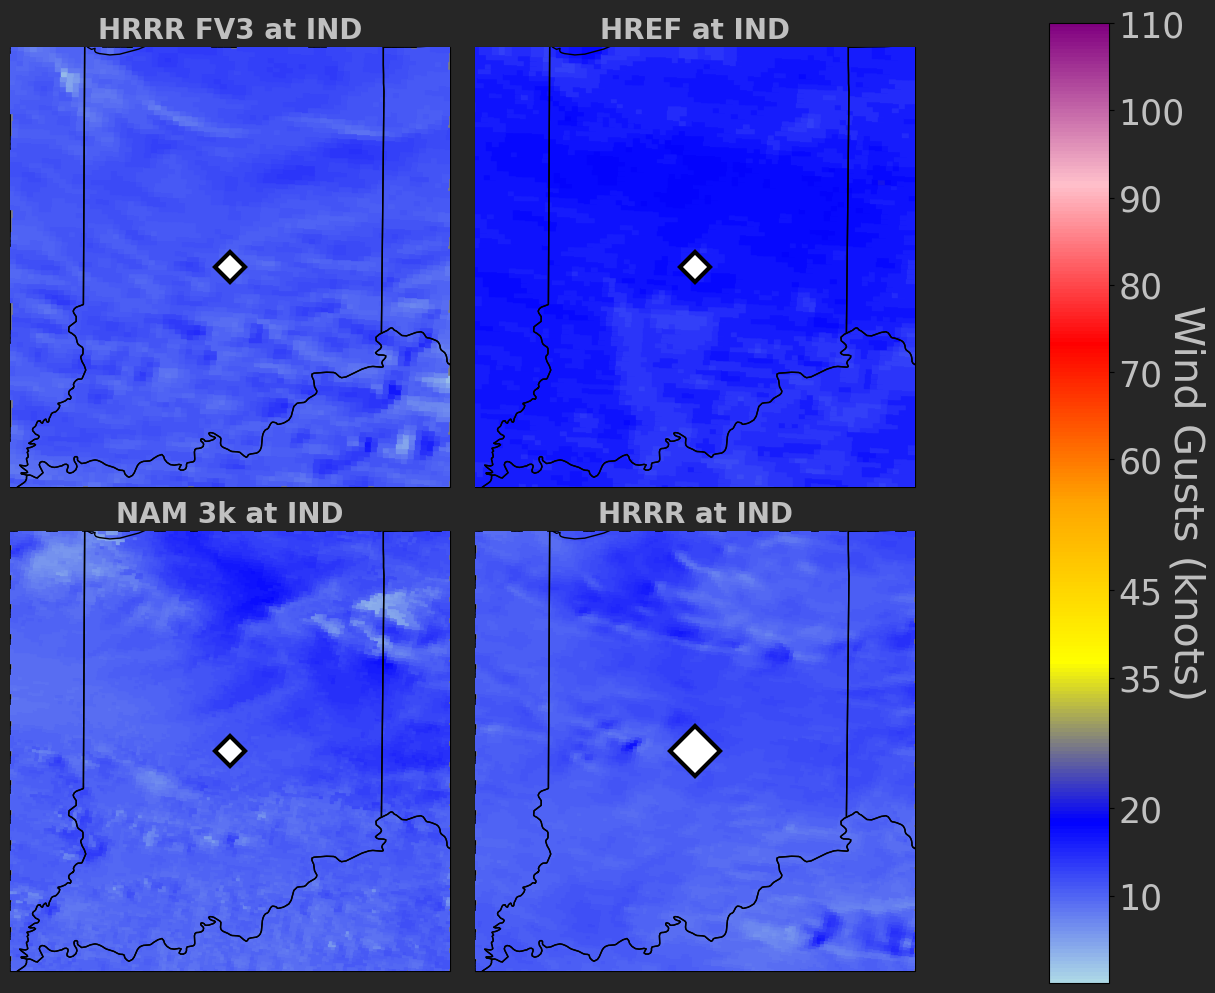 HRRR FV3 at IND
HREF at IND
NAM 3k at IND
HRRR at IND
110
100
90
80
70
60
45
35
20
10
Wind Gusts (knots)